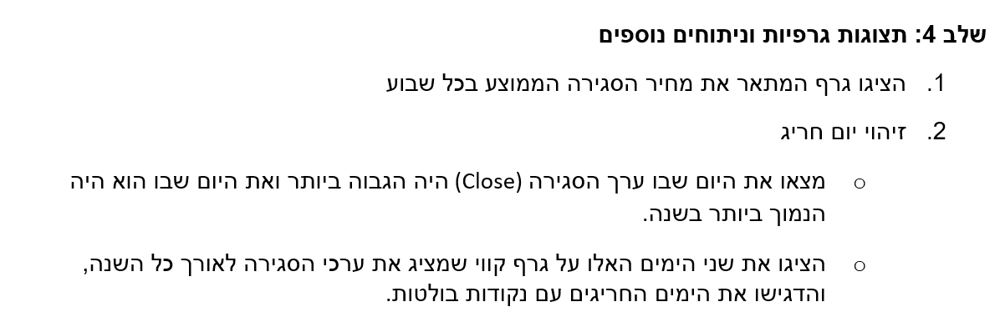 שלב 4: תצוגות גרפיות וניתוחים נוספים
1. הציגו גרף המתאר את מחיר הסגירה הממוצע בכל שבוע
2. זיהוי יום חריג
○ מצאו את היום שבו ערך הסגירה (Close) היה הגבוה ביותר ואת היום שבו הוא היה
הנמוך ביותר בשנה.
○ הציגו את שני הימים האלו על גרף קווי שמציג את ערכי הסגירה לאורך כל השנה,
והדגישו את הימים החריגים עם נקודות בולטות.